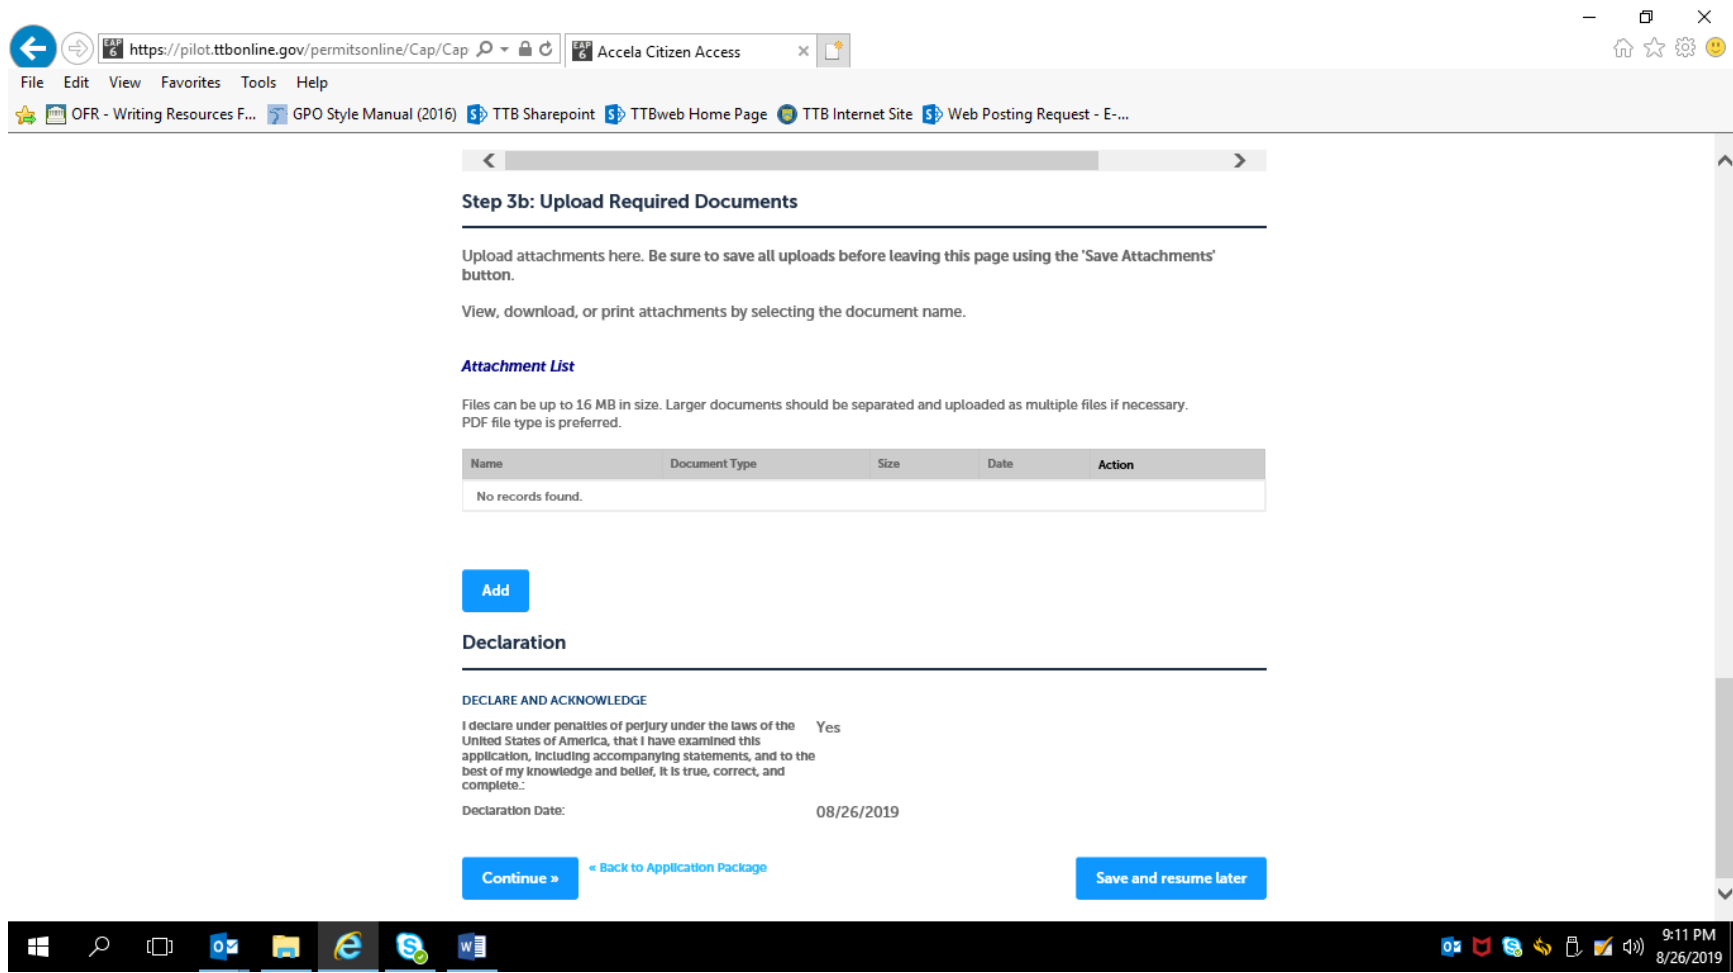 https://pilot.ttbonline.gov/permitsonline/Cap/Cap
Accela Citizen Access
File Edit View Favorites Tools Help
OFR - Writing Resources F... GPO Style Manual (2016) TTB Sharepoint TTBweb Home Page TTB Internet Site Web Posting Request - E-...
Step 3b: Upload Required Documents
Upload attachments here. Be sure to save all uploads before leaving this page using the 'Save Attachments'
button.
View, download, or print attachments by selecting the document name.
Attachment List
Files can be up to 16 MB in size. Larger documents should be separated and uploaded as multiple files if necessary.
PDF file type is preferred.
Name Document Type Size Date Action
No records found.
Add
Declaration
DECLARE AND ACKNOWLEDGE
I declare under penalties of perjury under the laws of the Yes
United States of America, that I have examined this
application, including accompanying statements, and to the
best of my knowledge and belief, it is true, correct, and
complete.:
Declaration Date: 08/26/2019
Continue » « Back to Application Package Save and resume later
9:11 PM
8/26/2019